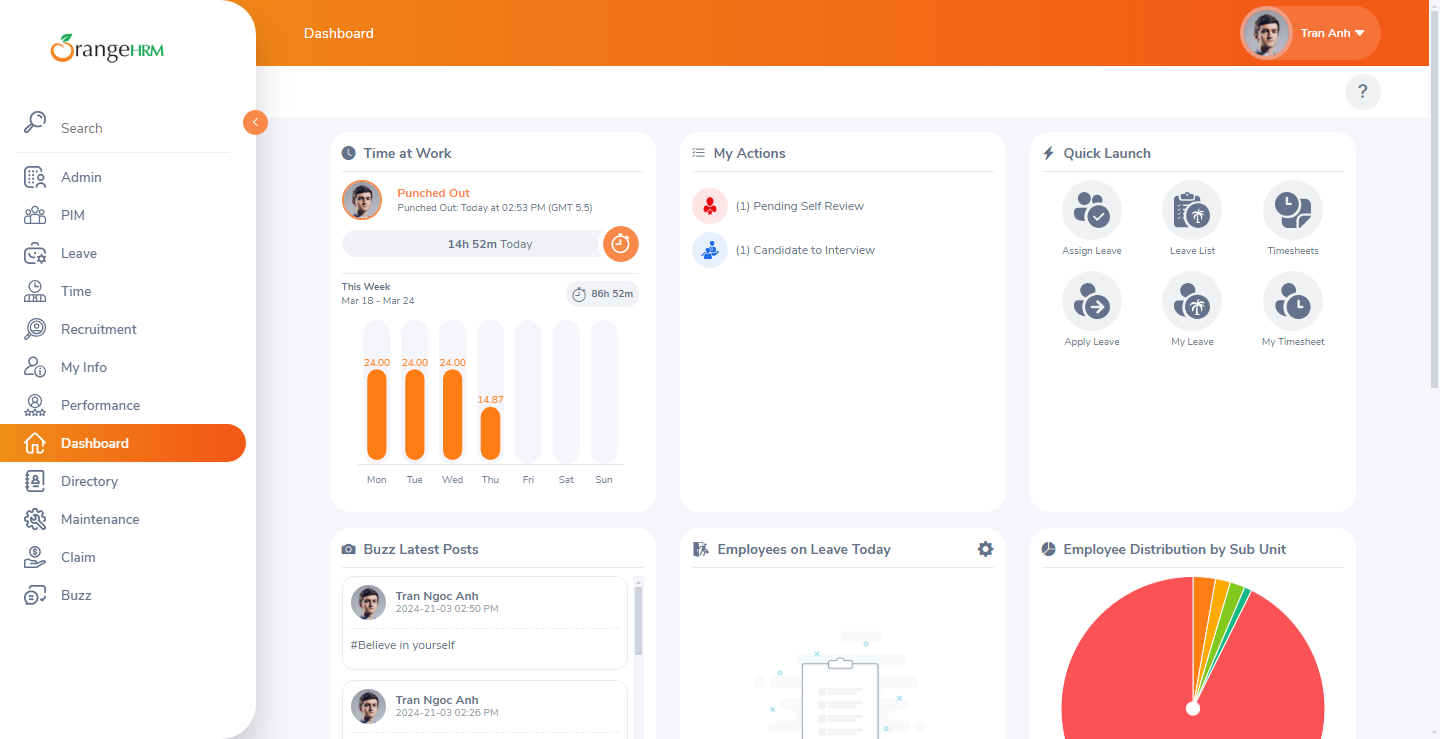 OrangeHRM
Search
Admin
PIM
Leave
Time
Recruitment
My Info
Performance
Dashboard
Directory
Maintenance
Claim
Buzz
Dashboard
Tran Anh
?
Time at Work
Punched Out
Punched Out: Today at 02:53 PM (GMT 5.5)
14h 52m Today
This Week
Mar 18 - Mar 24
86h 52m
24.00 24.00 24.00
14.87
Mon Tue Wed Thu Fri Sat Sun
My Actions
(1) Pending Self Review
(1) Candidate to Interview
Quick Launch
Assign Leave Leave List Timesheets
Apply Leave My Leave My Timesheet
Buzz Latest Posts
Tran Ngoc Anh
2024-21-03 02:50 PM
#Believe in yourself
Tran Ngoc Anh
2024-21-03 02:26 PM
Employees on Leave Today
Employee Distribution by Sub Unit